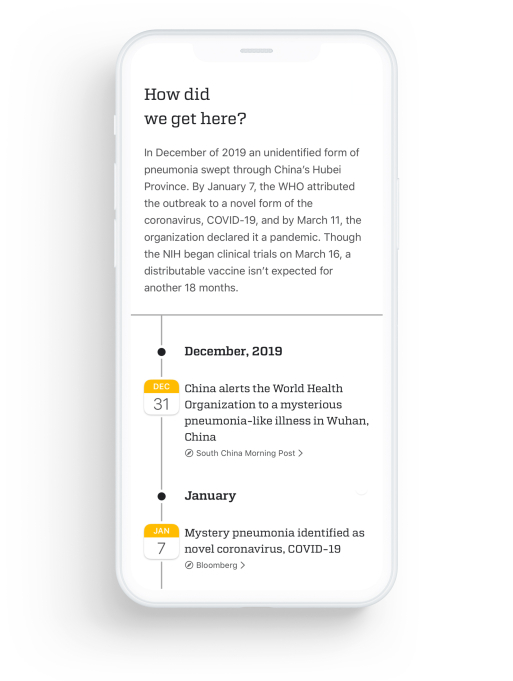 How did
we get here?
In December of 2019 an unidentified form of
pneumonia swept through China's Hubei
Province. By January 7, the WHO attributed
the outbreak to a novel form of the
coronavirus, COVID-19, and by March 11, the
organization declared it a pandemic. Though
the NIH began clinical trials on March 16, a
distributable vaccine isn't expected for
another 18 months.
December, 2019
DEC
31
China alerts the World Health
Organization to a mysterious
pneumonia-like illness in Wuhan,
China
South China Morning Post
January
JAN
7
Mystery pneumonia identified as
novel coronavirus, COVID-19
Bloomberg